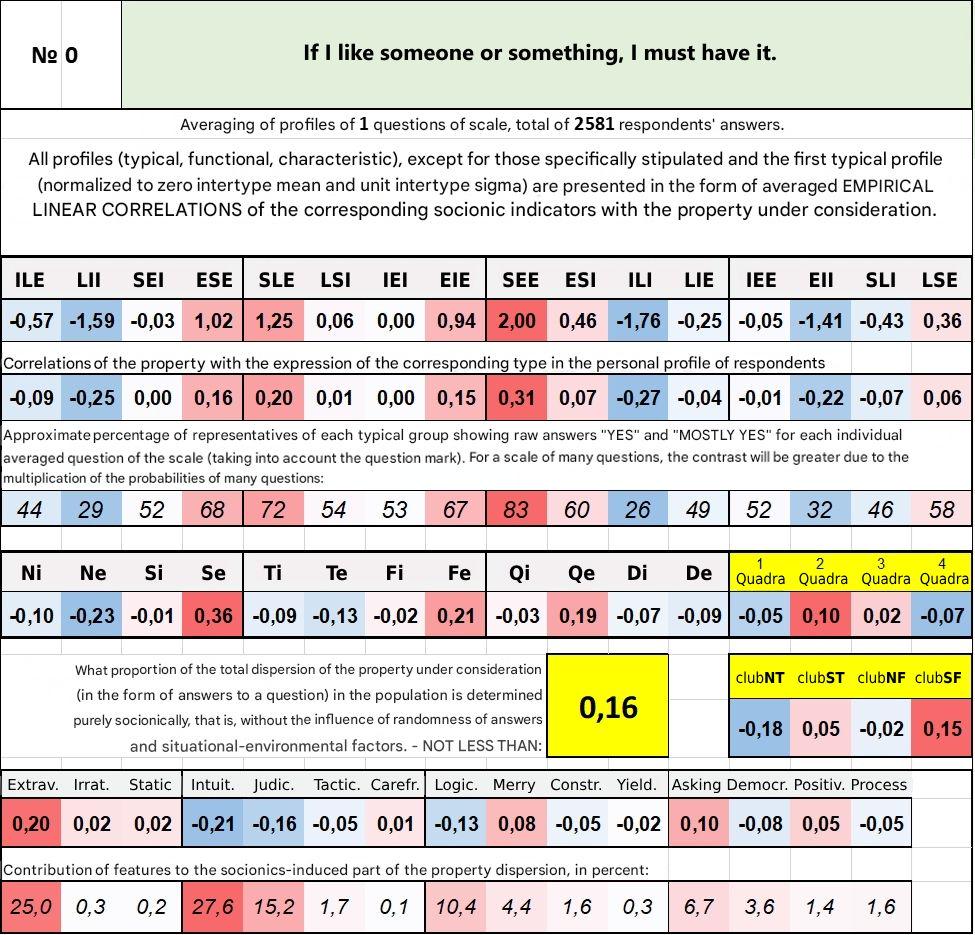 № 0
If I like someone or something, I must have it.
Averaging of profiles of 1 questions of scale, total of 2581 respondents' answers.
All profiles (typical, functional, characteristic), except for those specifically stipulated and the first typical profile
(normalized to zero intertype mean and unit intertype sigma) are presented in the form of averaged EMPIRICAL
LINEAR CORRELATIONS of the corresponding socionic indicators with the property under consideration.
ILE LII SEI ESE SLE LSI IEI EIE SEE ESI ILI LIE IEE EII SLI LSE
-0,57 -1,59 -0,03 1,02 1,25 0,06 0,00 0,94 2,00 0,46 -1,76 -0,25 -0,05 -1,41 -0,43 0,36
Correlations of the property with the expression of the corresponding type in the personal profile of respondents
-0,09 -0,25 0,00 0,16 0,20 0,01 0,00 0,15 0,31 0,07 -0,27 -0,04 -0,01 -0,22 -0,07 0,06
Approximate percentage of representatives of each typical group showing raw answers "YES" and "MOSTLY YES" for each individual
averaged question of the scale (taking into account the question mark). For a scale of many questions, the contrast will be greater due to the
multiplication of the probabilities of many questions:
44 29 52 68 72 54 53 67 83 60 26 49 52 32 46 58
Ni Ne Si Se Ti Te Fi Fe Qi Qe Di De 1 Quadra 2 Quadra 3 Quadra 4 Quadra
-0,10 -0,23 -0,01 0,36 -0,09 -0,13 -0,02 0,21 -0,03 0,19 -0,07 -0,09 -0,05 0,10 0,02 -0,07
What proportion of the total dispersion of the property under consideration
(in the form of answers to a question) in the population is determined
purely socionically, that is, without the influence of randomness of answers
and situational-environmental factors. - NOT LESS THAN:
0,16
clubNT clubST clubNF clubSF
-0,18 0,05 -0,02 0,15
Extrav. Irrat. Static Intuit. Judic. Tactic. Carefr. Logic. Merry Constr. Yield. Asking Democr. Positiv. Process
0,20 0,02 0,02 -0,21 -0,16 -0,05 0,01 -0,13 0,08 -0,05 -0,02 0,10 -0,08 0,05 -0,05
Contribution of features to the socionics-induced part of the property dispersion, in percent:
25,0 0,3 0,2 27,6 15,2 1,7 0,1 10,4 4,4 1,6 0,3 6,7 3,6 1,4 1,6